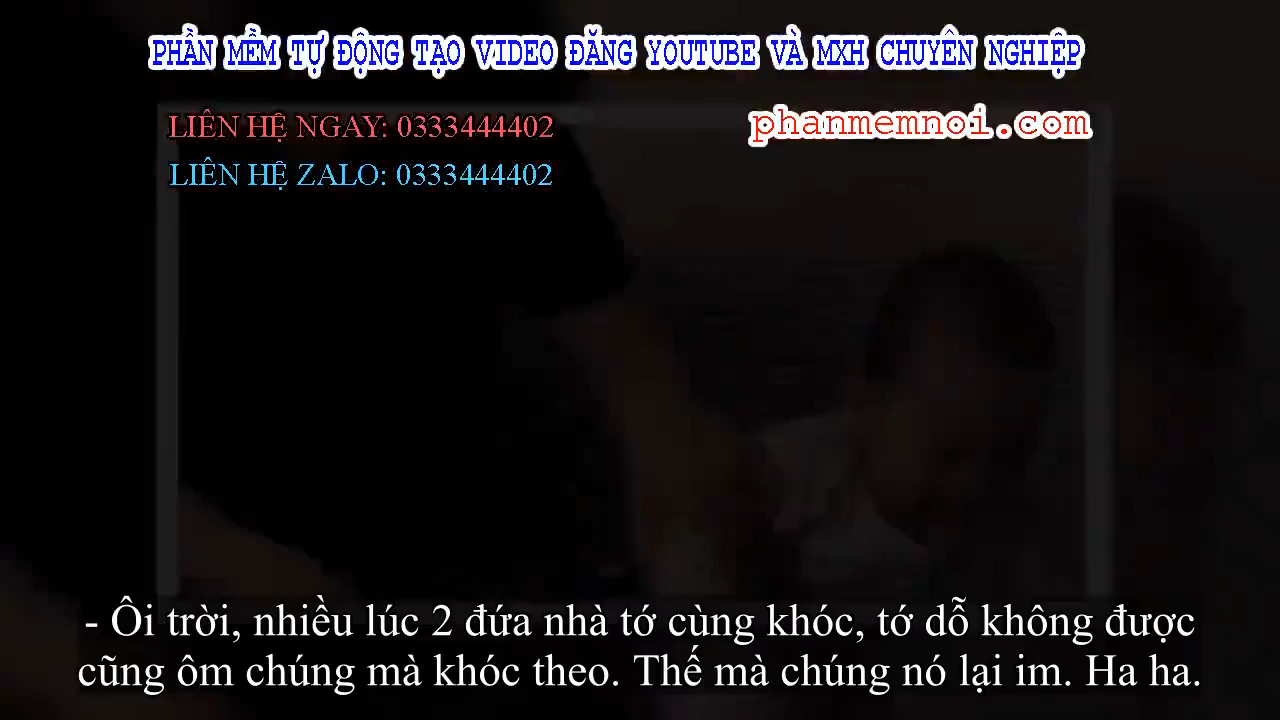 PHẦN MỀM TỰ ĐỘNG TẠO VIDEO ĐĂNG YOUTUBE VÀ MXH CHUYÊN NGHIỆP
LIÊN HỆ NGAY: 0333444402
phanmemnoi.com
LIÊN HỆ ZALO: 0333444402
- Ôi trời, nhiều lúc 2 đứa nhà tớ cùng khóc, tớ dỗ không được
cũng ôm chúng mà khóc theo. Thế mà chúng nó lại im. Ha ha.